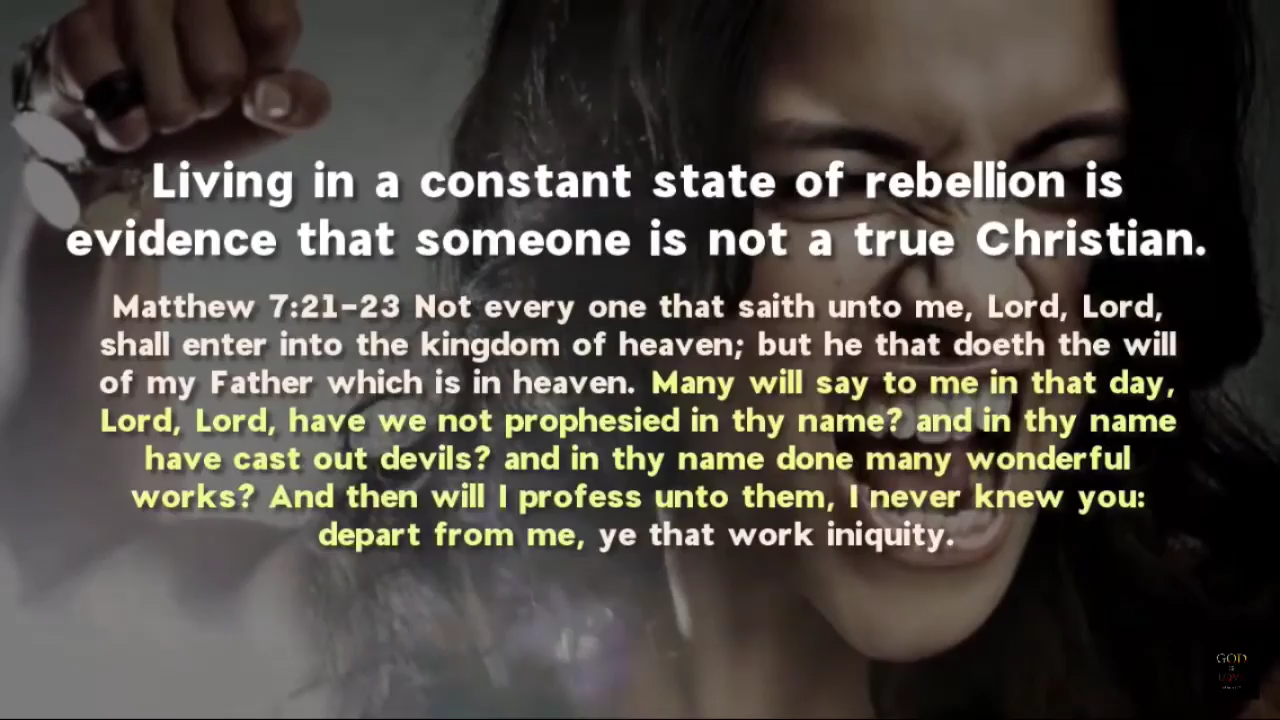 Living in a constant state of rebellion is
evidence that someone is not a true Christian.
Matthew 7:21-23 Not every one that saith unto me, Lord, Lord,
shall enter into the kingdom of heaven; but he that doeth the will
of my Father which is in heaven. Many will say to me in that day,
Lord, Lord, have we not prophesied in thy name? and in thy name
have cast out devils? and in thy name done many wonderful
works? And then will I profess unto them, I never knew you:
depart from me, ye that work iniquity.
GOD